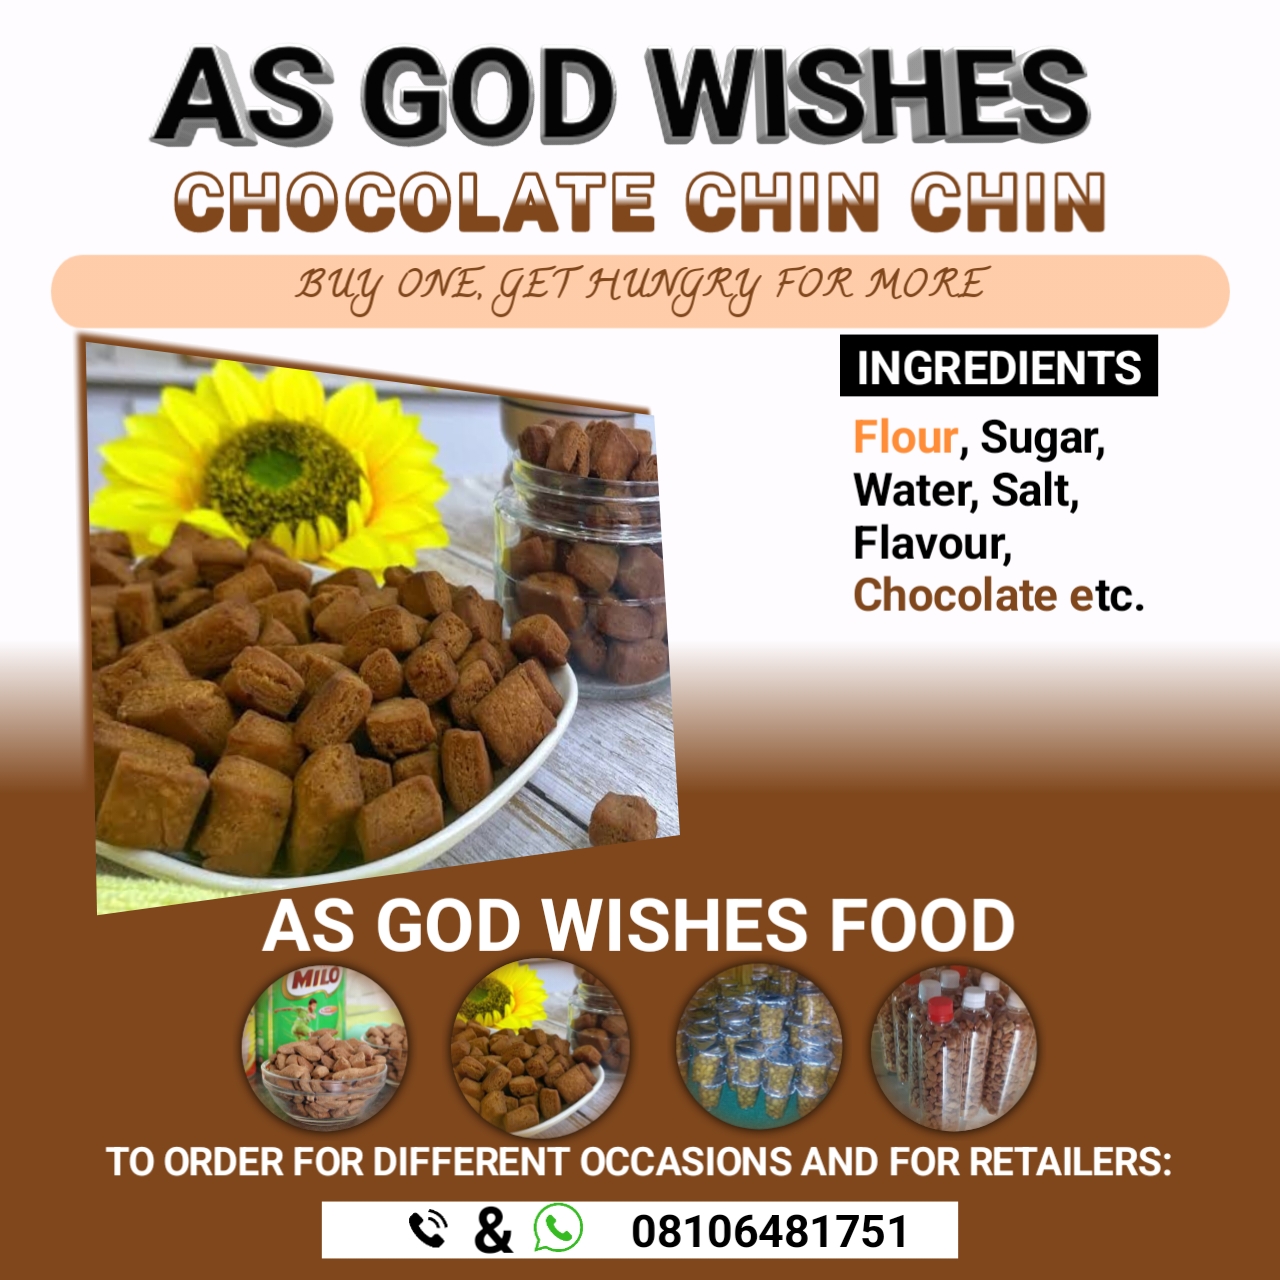 AS GOD WISHES
CHOCOLATE CHIN CHIN
BUY ONE, GET HUNGRY FOR MORE
INGREDIENTS
Flour, Sugar,
Water, Salt,
Flavour,
Chocolate etc.
AS GOD WISHES FOOD
MILO
TO ORDER FOR DIFFERENT OCCASIONS AND FOR RETAILERS:
& 08106481751